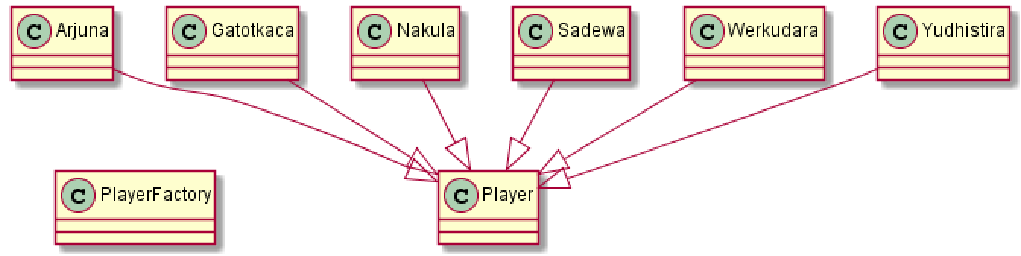 C Arjuna
C Gatotkaca
C Nakula
C Sadewa
C Werkudara
C Yudhistira
C PlayerFactory
C Player